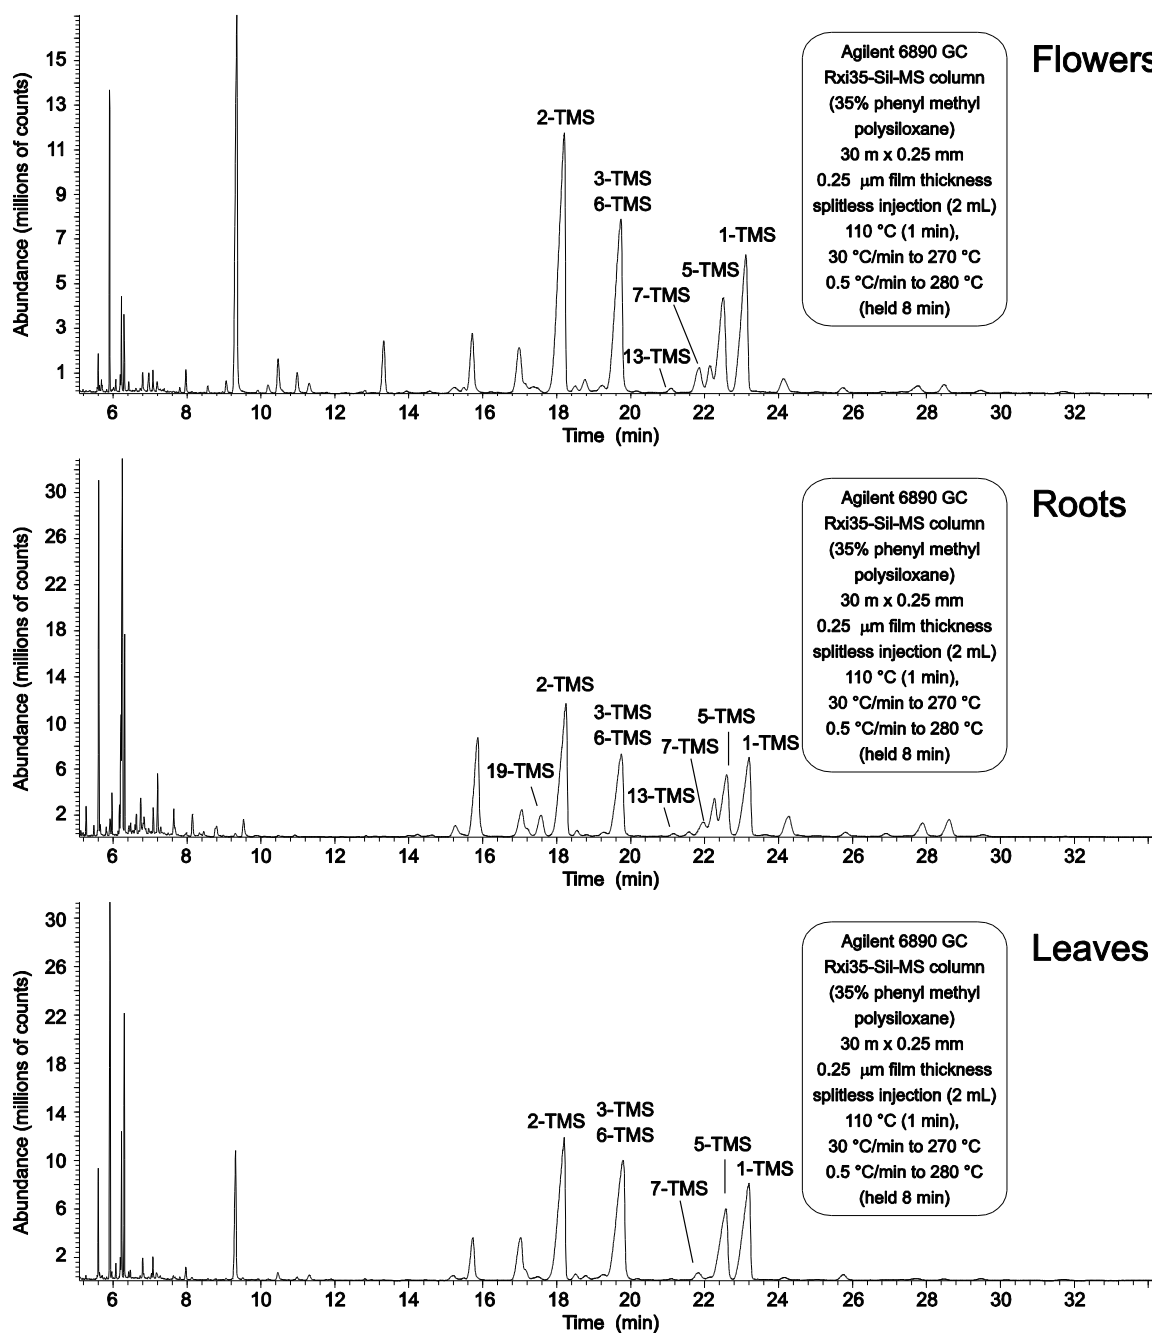 Flowers
Abundance (millions of counts)
15
13
11
9
7
5
3
1
2-TMS
3-TMS
6-TMS
13-TMS
7-TMS
5-TMS
1-TMS
Agilent 6890 GC
Rxi35-Sil-MS column
(35% phenyl methyl
polysiloxane)
30 m x 0.25 mm
0.25 μm film thickness
splitless injection (2 mL)
110 °C (1 min),
30 °C/min to 270 °C
0.5 °C/min to 280 °C
(held 8 min)
6 8 10 12 14 16 18 20 22 24 26 28 30 32
Time (min)
Roots
Abundance (millions of counts)
30
26
22
18
14
10
6
2
19-TMS
2-TMS
3-TMS
6-TMS
13-TMS
7-TMS
5-TMS
1-TMS
Agilent 6890 GC
Rxi35-Sil-MS column
(35% phenyl methyl
polysiloxane)
30 m x 0.25 mm
0.25 μm film thickness
splitless injection (2 mL)
110 °C (1 min),
30 °C/min to 270 °C
0.5 °C/min to 280 °C
(held 8 min)
6 8 10 12 14 16 18 20 22 24 26 28 30 32
Time (min)
Leaves
Abundance (millions of counts)
30
26
22
18
14
10
6
2
2-TMS
3-TMS
6-TMS
7-TMS
5-TMS
1-TMS
Agilent 6890 GC
Rxi35-Sil-MS column
(35% phenyl methyl
polysiloxane)
30 m x 0.25 mm
0.25 μm film thickness
splitless injection (2 mL)
110 °C (1 min),
30 °C/min to 270 °C
0.5 °C/min to 280 °C
(held 8 min)
6 8 10 12 14 16 18 20 22 24 26 28 30 32
Time (min)